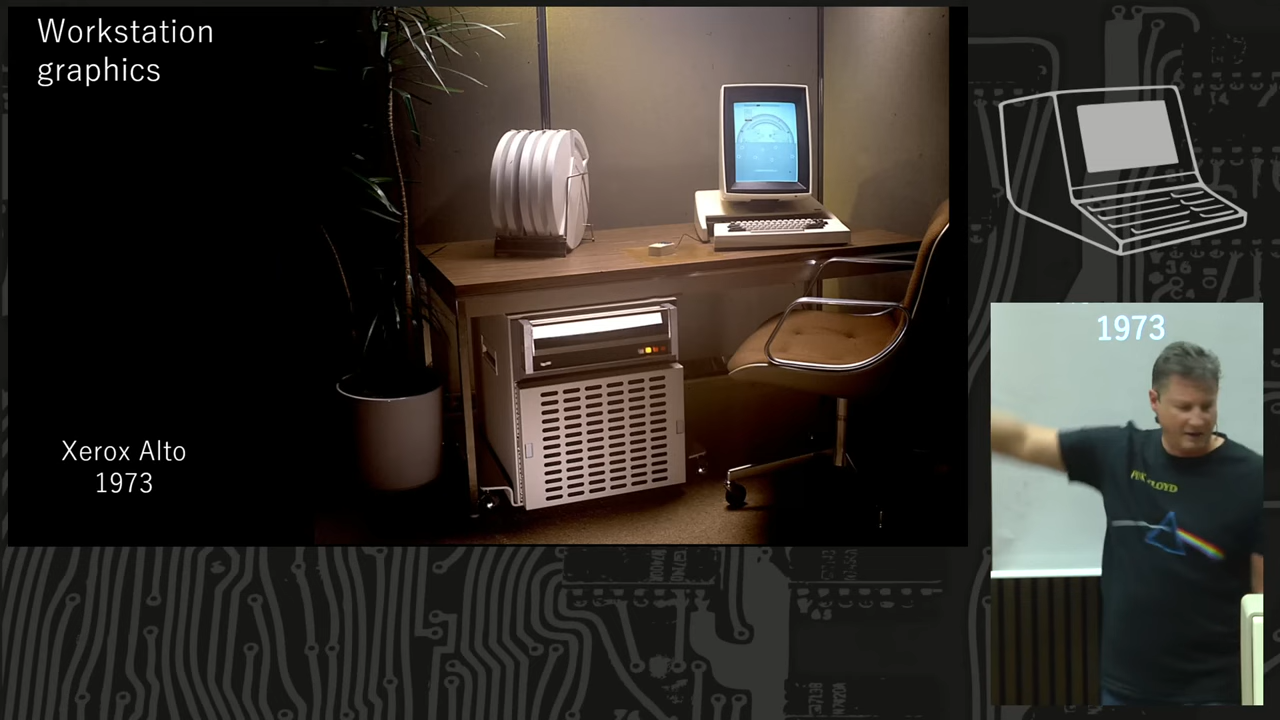 Workstation
graphics
Xerox Alto
1973
1973
PINK FLOYD